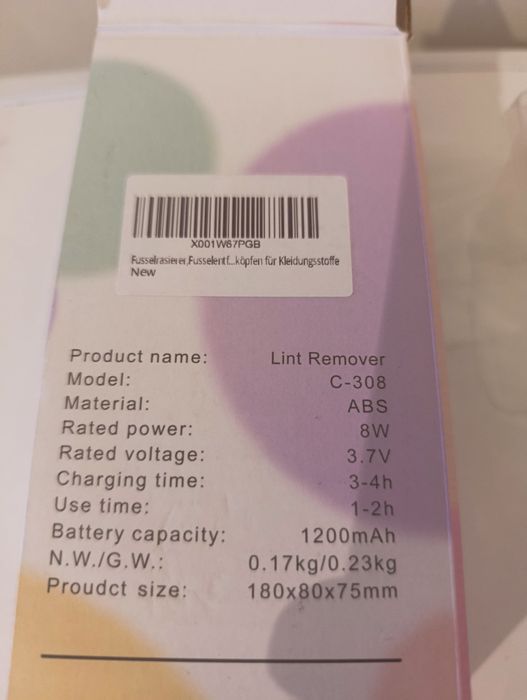 X001W67PGB
Fusselrasierer,Fusselentf...köpfen für Kleidungsstoffe
New
Product name: Lint Remover
Model: C-308
Material: ABS
Rated power: 8W
Rated voltage: 3.7V
Charging time: 3-4h
Use time: 1-2h
Battery capacity: 1200mAh
N.W./G.W.: 0.17kg/0.23kg
Proudct size: 180x80x75mm